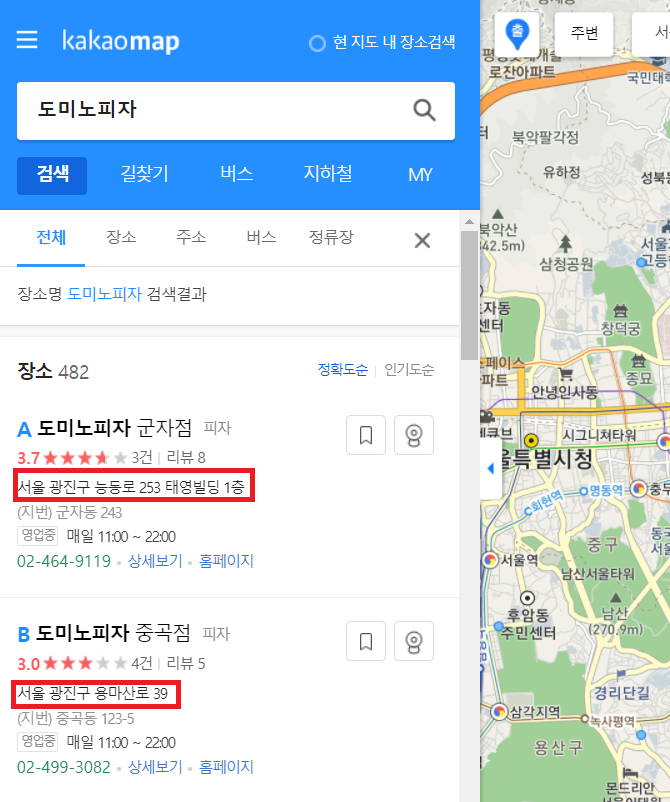 kakaomap
현 지도 내 장소검색
도미노피자
검색 길찾기 버스 지하철 MY
전체 장소 주소 버스 정류장
장소명 도미노피자 검색결과
장소 482
정확도순 인기도순
A 도미노피자 군자점 피자
3.7 3건 리뷰 8
서울 광진구 능동로 253 태영빌딩 1층
(지번) 군자동 243
영업중 매일 11:00 ~ 22:00
02-464-9119 상세보기 홈페이지
B 도미노피자 중곡점 피자
3.0 4건 리뷰 5
서울 광진구 용마산로 39
(지번) 중곡동 123-5
영업중 매일 11:00 ~ 22:00
02-499-3082 상세보기 홈페이지
출
주변
로잔아파트
국민대학
북악팔각정
유하정
성북동
북악산
(342.5m)
삼청공원
서울과
고등
센터
창덕궁
스페이스
아파트
종묘
안녕인사동
세큐브
시그니쳐타워
서울특별시청
회현역
명동역
충무
중구
서울역
남산서울타워
후암동
주민센터
남산
(270.9m)
경리단길
삼각지역
녹사평역
용산구
몬드리안